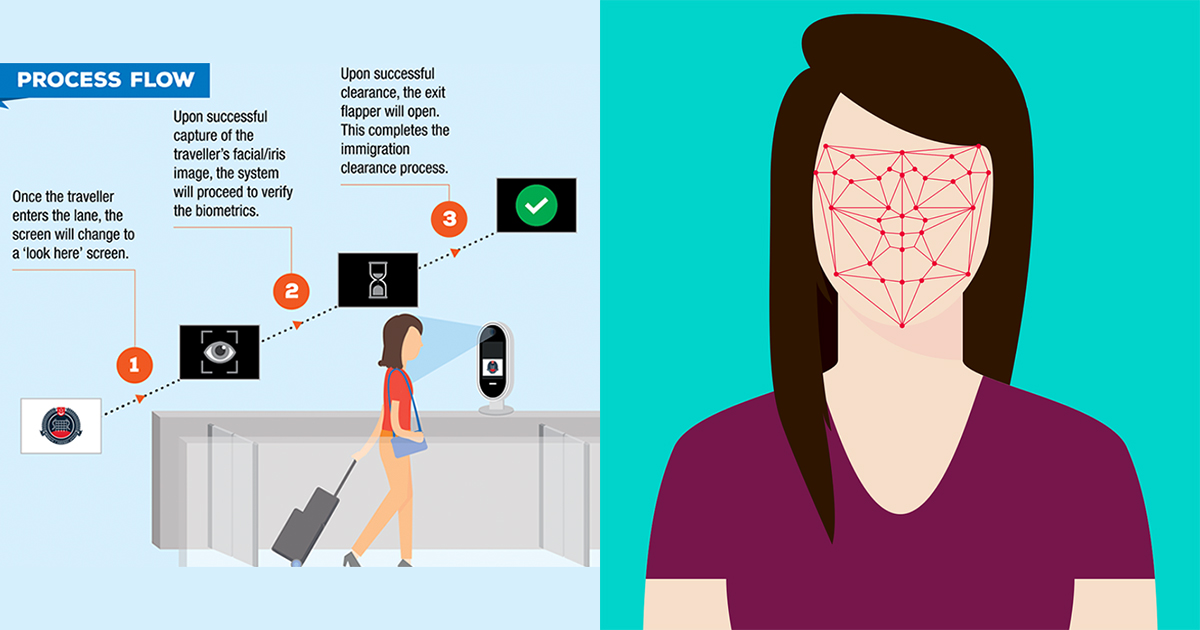 PROCESS FLOW
Once the traveller
enters the lane, the
screen will change to
a ‘look here’ screen.
1
Upon successful
capture of the
traveller’s facial/iris
image, the system
will proceed to verify
the biometrics.
2
Upon successful
clearance, the exit
flapper will open.
This completes the
immigration
clearance process.
3